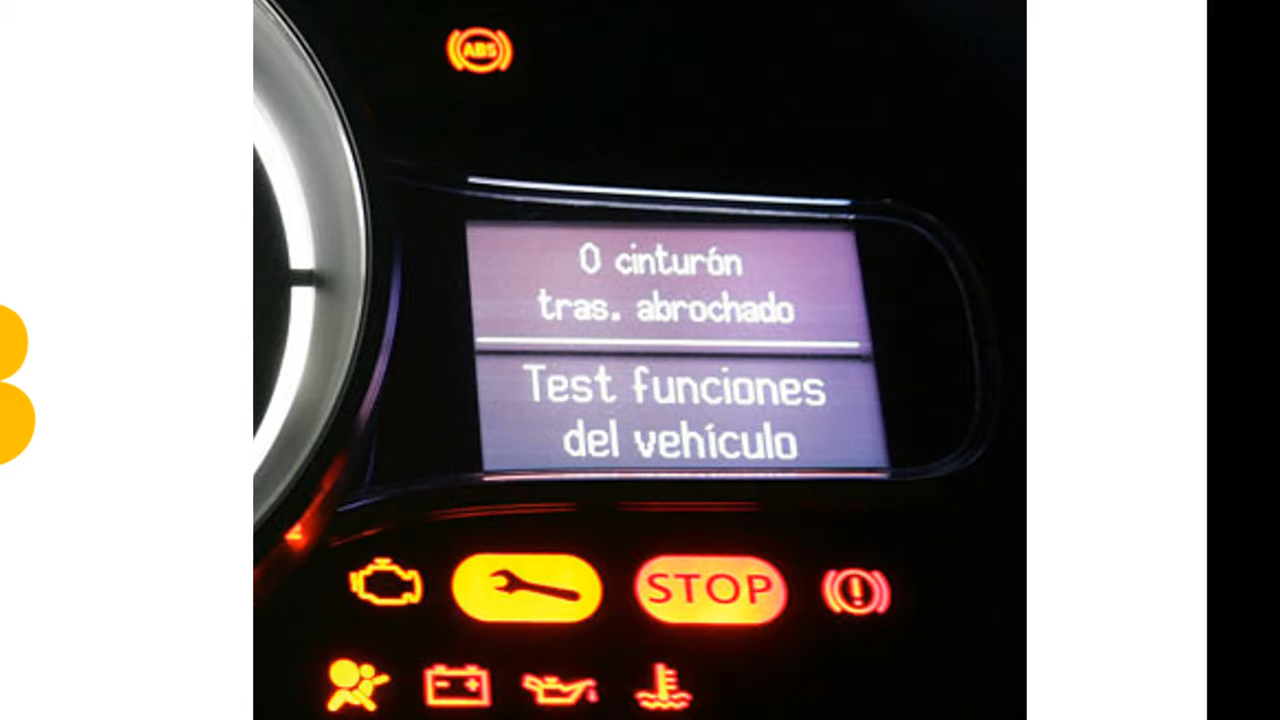 ABS
0 cinturón
tras. abrochado
Test funciones
del vehículo
STOP